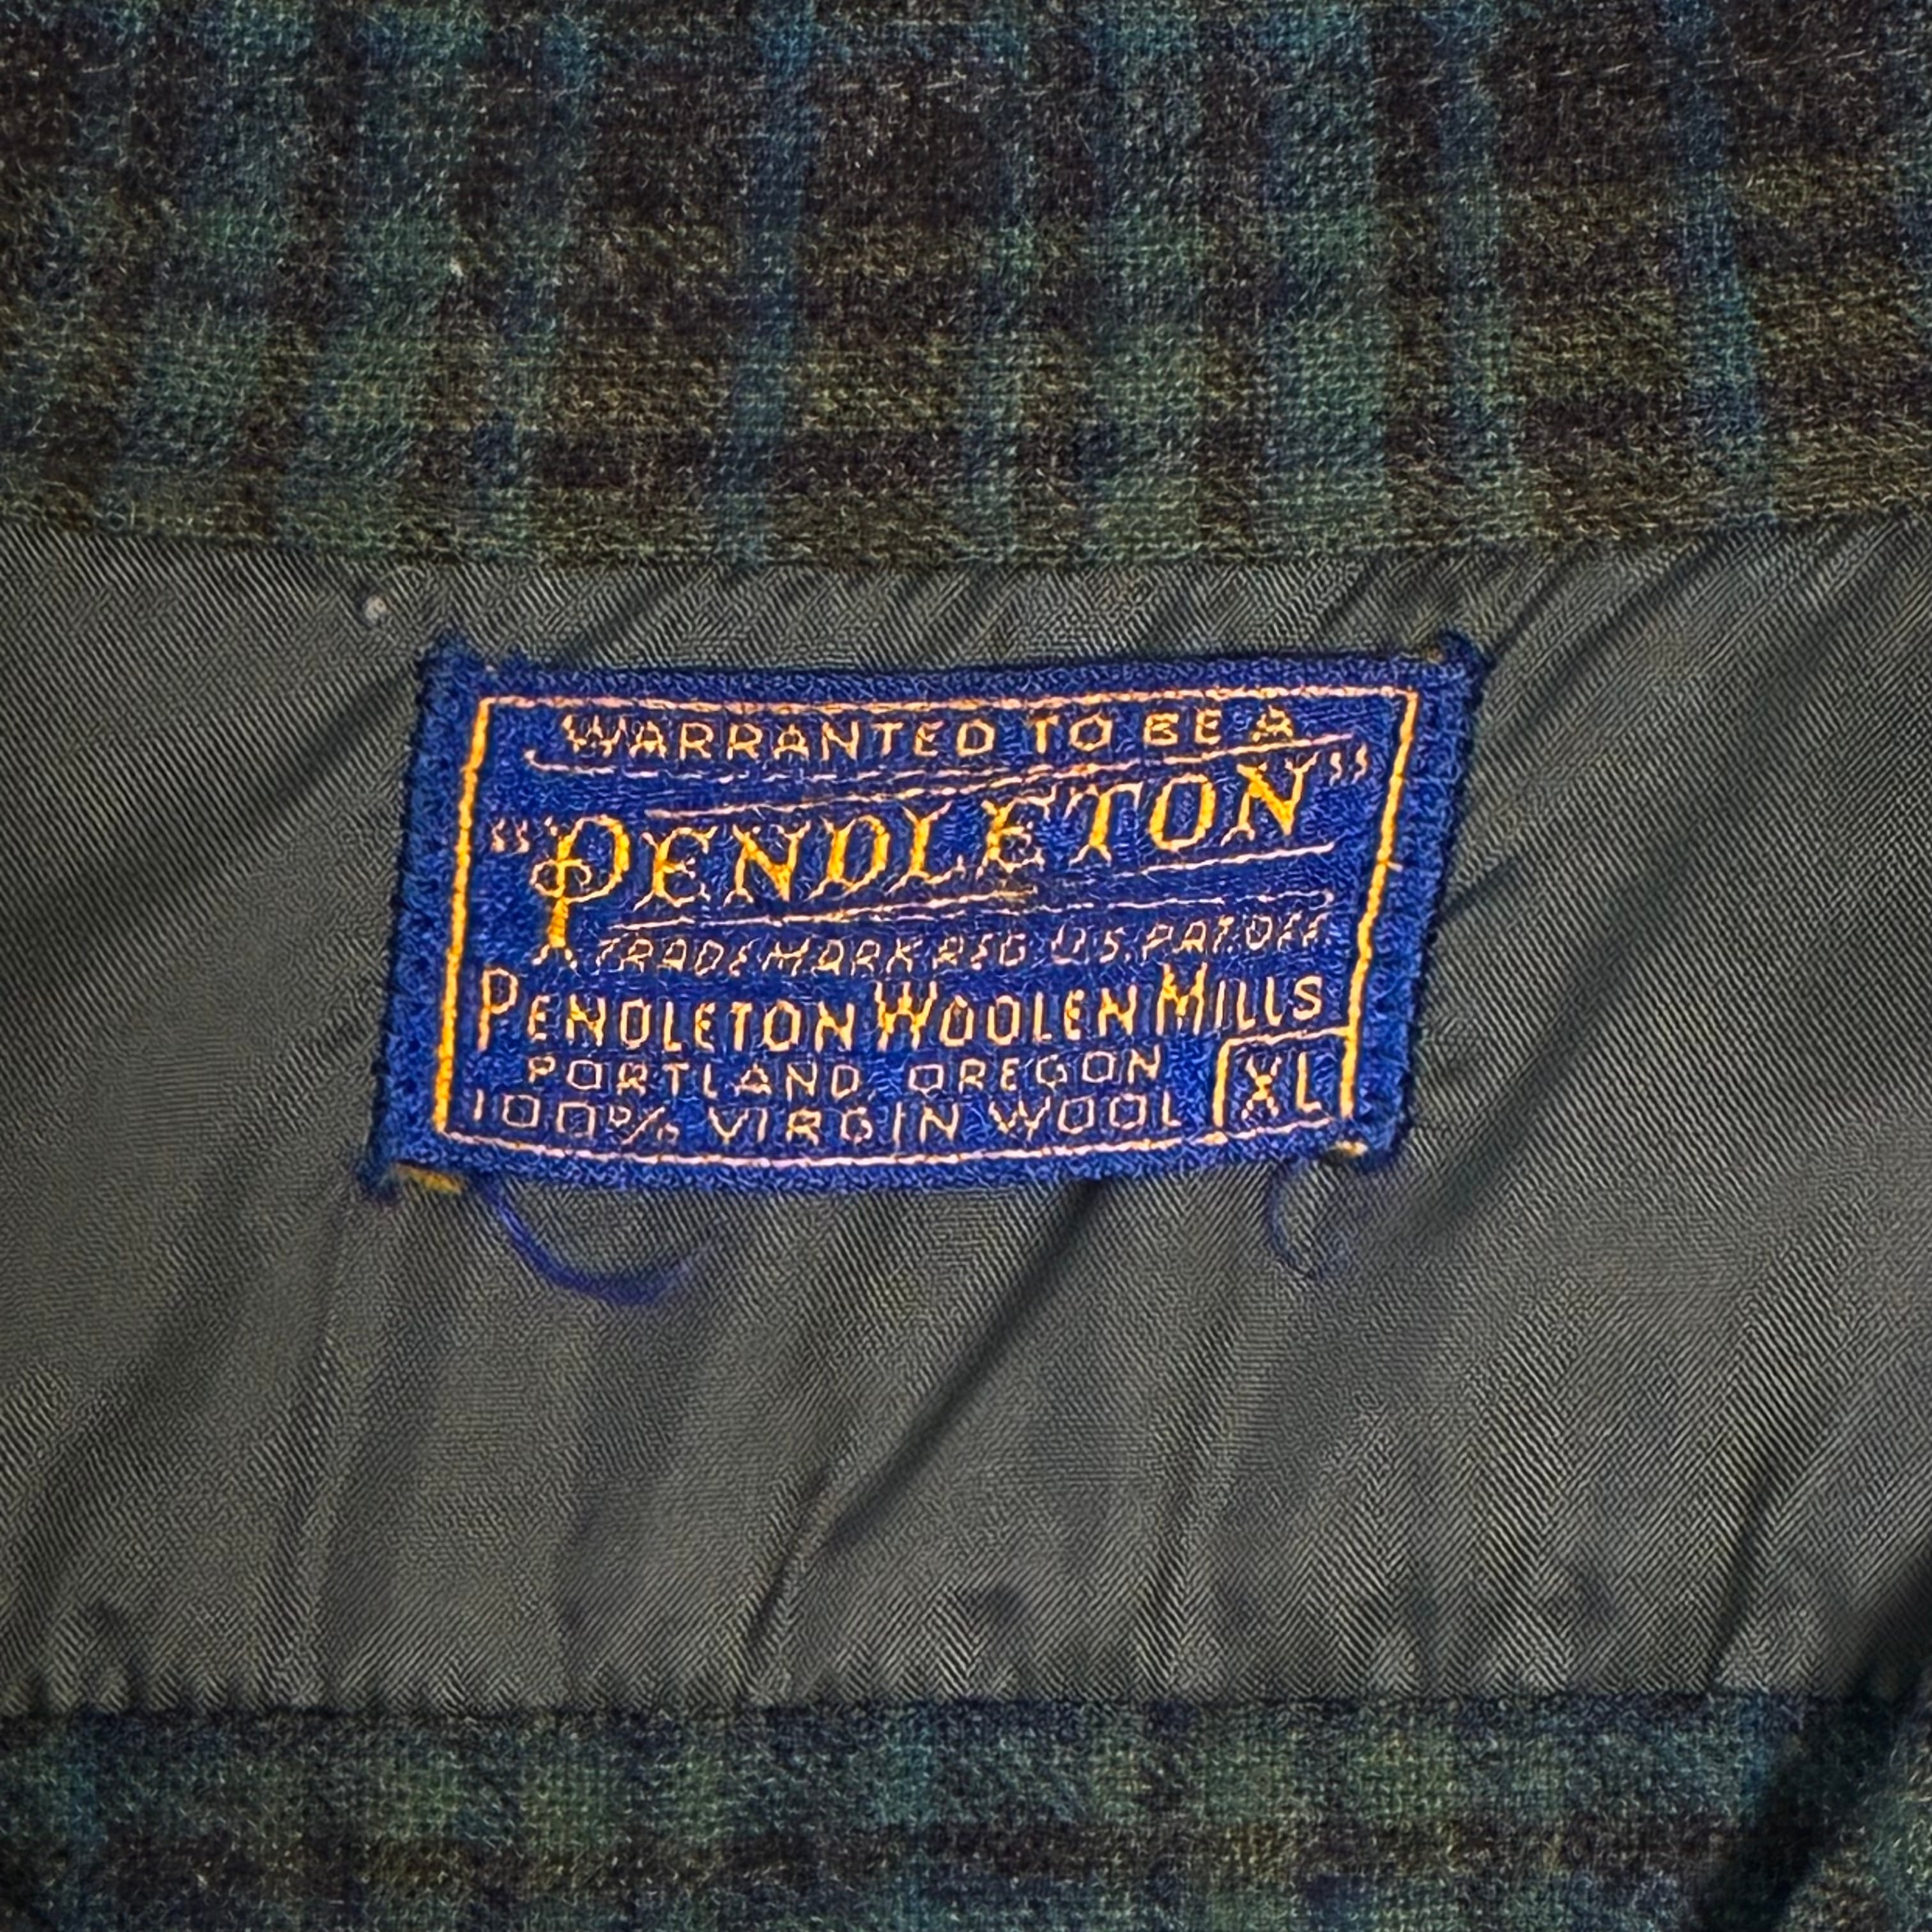 WARRANTED TO BE A
"PENDLETON"
TRADE MARK REG. U.S. PAT. OFF.
PENDLETON WOOLEN MILLS
PORTLAND, OREGON
100% VIRGIN WOOL
XL